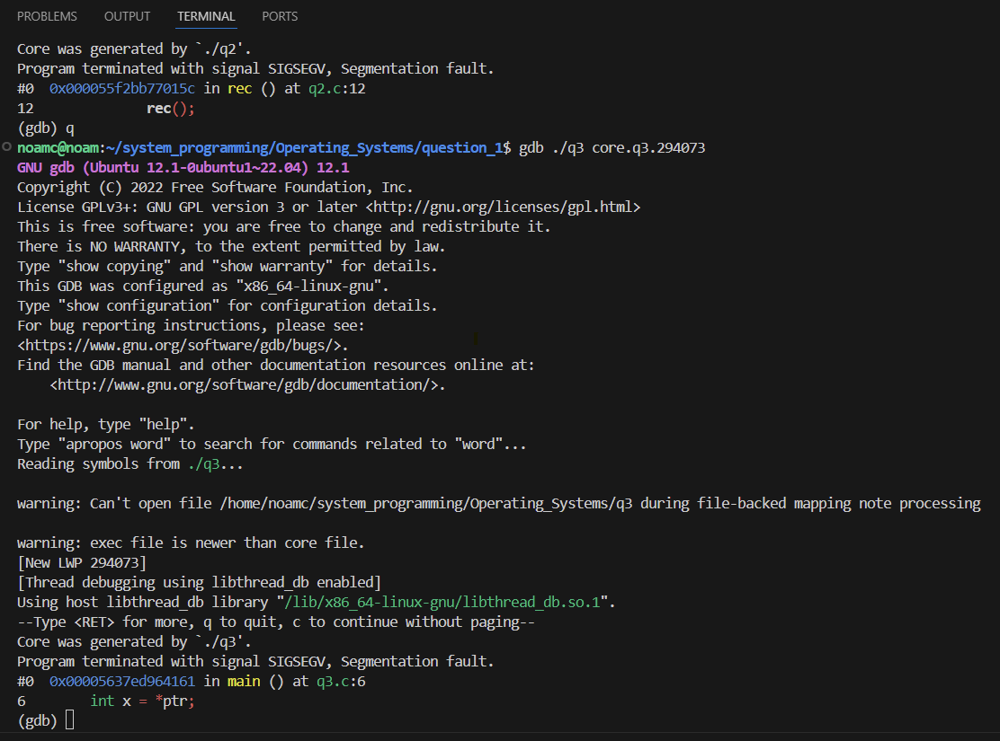 PROBLEMS OUTPUT TERMINAL PORTS
Core was generated by `./q2'.
Program terminated with signal SIGSEGV, Segmentation fault.
#0  0x000055f2bb77015c in rec () at q2.c:12
12              rec();
(gdb) q
noamc@noam:~/system_programming/Operating_Systems/question_1$ gdb ./q3 core.q3.294073
GNU gdb (Ubuntu 12.1-0ubuntu1~22.04) 12.1
Copyright (C) 2022 Free Software Foundation, Inc.
License GPLv3+: GNU GPL version 3 or later <http://gnu.org/licenses/gpl.html>
This is free software: you are free to change and redistribute it.
There is NO WARRANTY, to the extent permitted by law.
Type "show copying" and "show warranty" for details.
This GDB was configured as "x86_64-linux-gnu".
Type "show configuration" for configuration details.
For bug reporting instructions, please see:
<https://www.gnu.org/software/gdb/bugs/>.
Find the GDB manual and other documentation resources online at:
    <http://www.gnu.org/software/gdb/documentation/>.
For help, type "help".
Type "apropos word" to search for commands related to "word"...
Reading symbols from ./q3...
warning: Can't open file /home/noamc/system_programming/Operating_Systems/q3 during file-backed mapping note processing
warning: exec file is newer than core file.
[New LWP 294073]
[Thread debugging using libthread_db enabled]
Using host libthread_db library "/lib/x86_64-linux-gnu/libthread_db.so.1".
--Type <RET> for more, q to quit, c to continue without paging--
Core was generated by `./q3'.
Program terminated with signal SIGSEGV, Segmentation fault.
#0  0x00005637ed964161 in main () at q3.c:6
6        int x = *ptr;
(gdb)